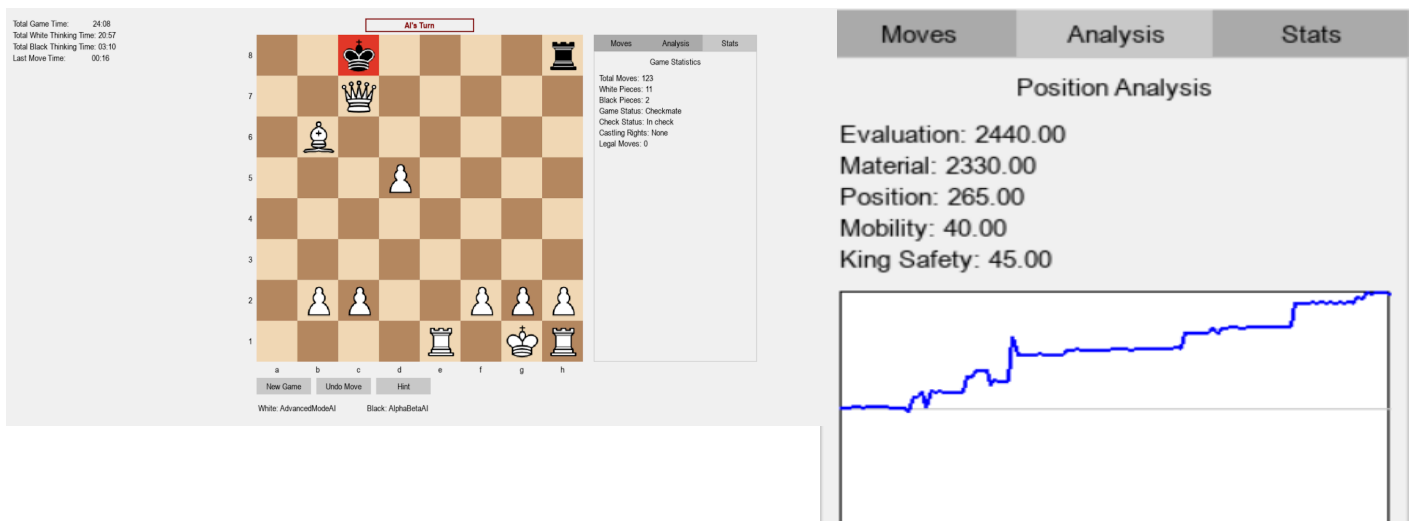 Total Game Time: 24:08
Total White Thinking Time: 20:57
Total Black Thinking Time: 03:10
Last Move Time: 00:16
AI's Turn
8
7
6
5
4
3
2
1
a b c d e f g h
New Game Undo Move Hint
White: AdvancedModeAI Black: AlphaBetaAI
Moves Analysis Stats
Game Statistics
Total Moves: 123
White Pieces: 11
Black Pieces: 2
Game Status: Checkmate
Check Status: In check
Castling Rights: None
Legal Moves: 0
Moves Analysis Stats
Position Analysis
Evaluation: 2440.00
Material: 2330.00
Position: 265.00
Mobility: 40.00
King Safety: 45.00